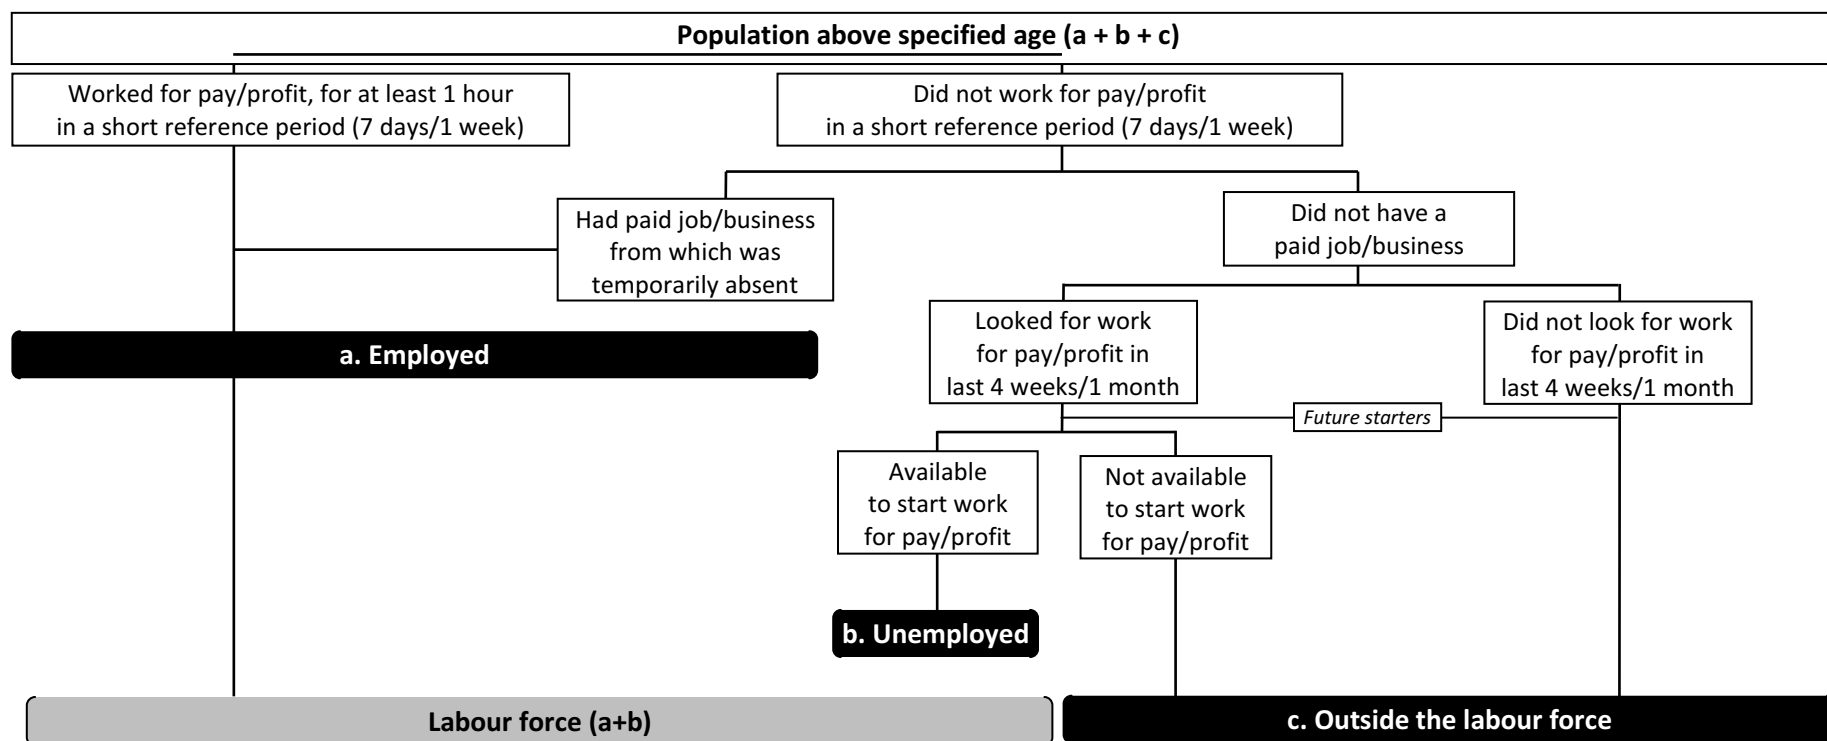 Population above specified age (a + b + c)
Worked for pay/profit, for at least 1 hour
in a short reference period (7 days/1 week)
Did not work for pay/profit
in a short reference period (7 days/1 week)
Had paid job/business
from which was
temporarily absent
Did not have a
paid job/business
a. Employed
Looked for work
for pay/profit in
last 4 weeks/1 month
Did not look for work
for pay/profit in
last 4 weeks/1 month
Future starters
Available
to start work
for pay/profit
Not available
to start work
for pay/profit
b. Unemployed
Labour force (a+b)
c. Outside the labour force